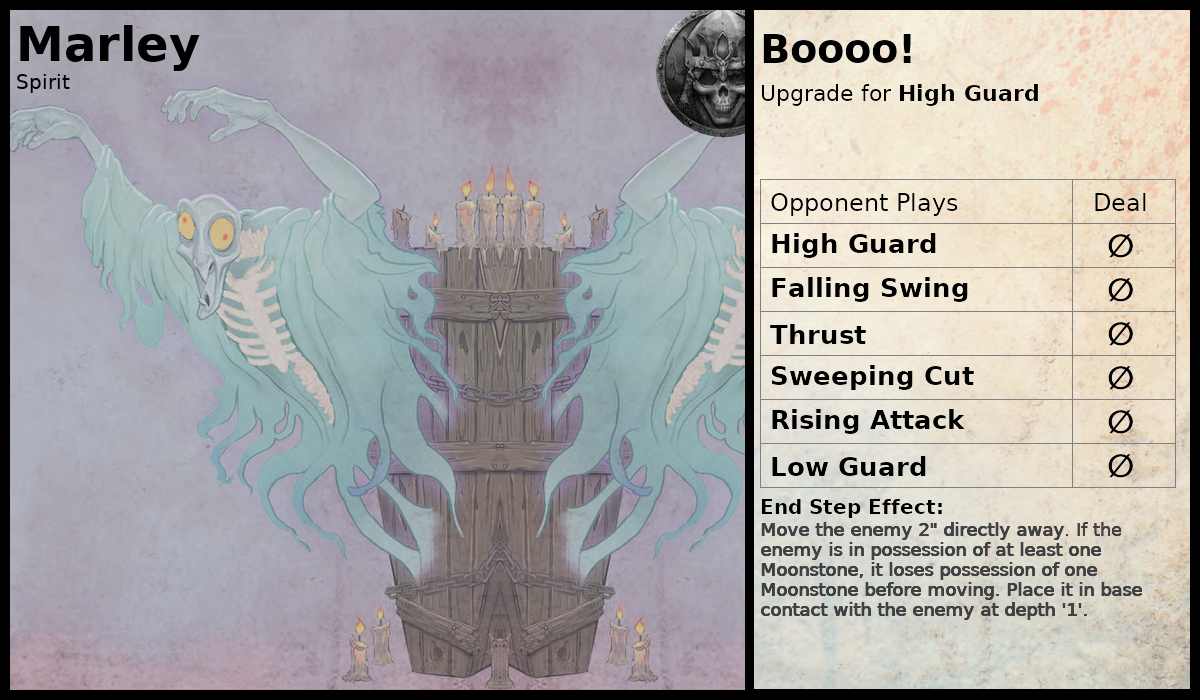 Marley
Spirit
Boooo!
Upgrade for High Guard
Opponent Plays Deal
High Guard ∅
Falling Swing ∅
Thrust ∅
Sweeping Cut ∅
Rising Attack ∅
Low Guard ∅
End Step Effect:
Move the enemy 2" directly away. If the
enemy is in possession of at least one
Moonstone, it loses possession of one
Moonstone before moving. Place it in base
contact with the enemy at depth '1'.